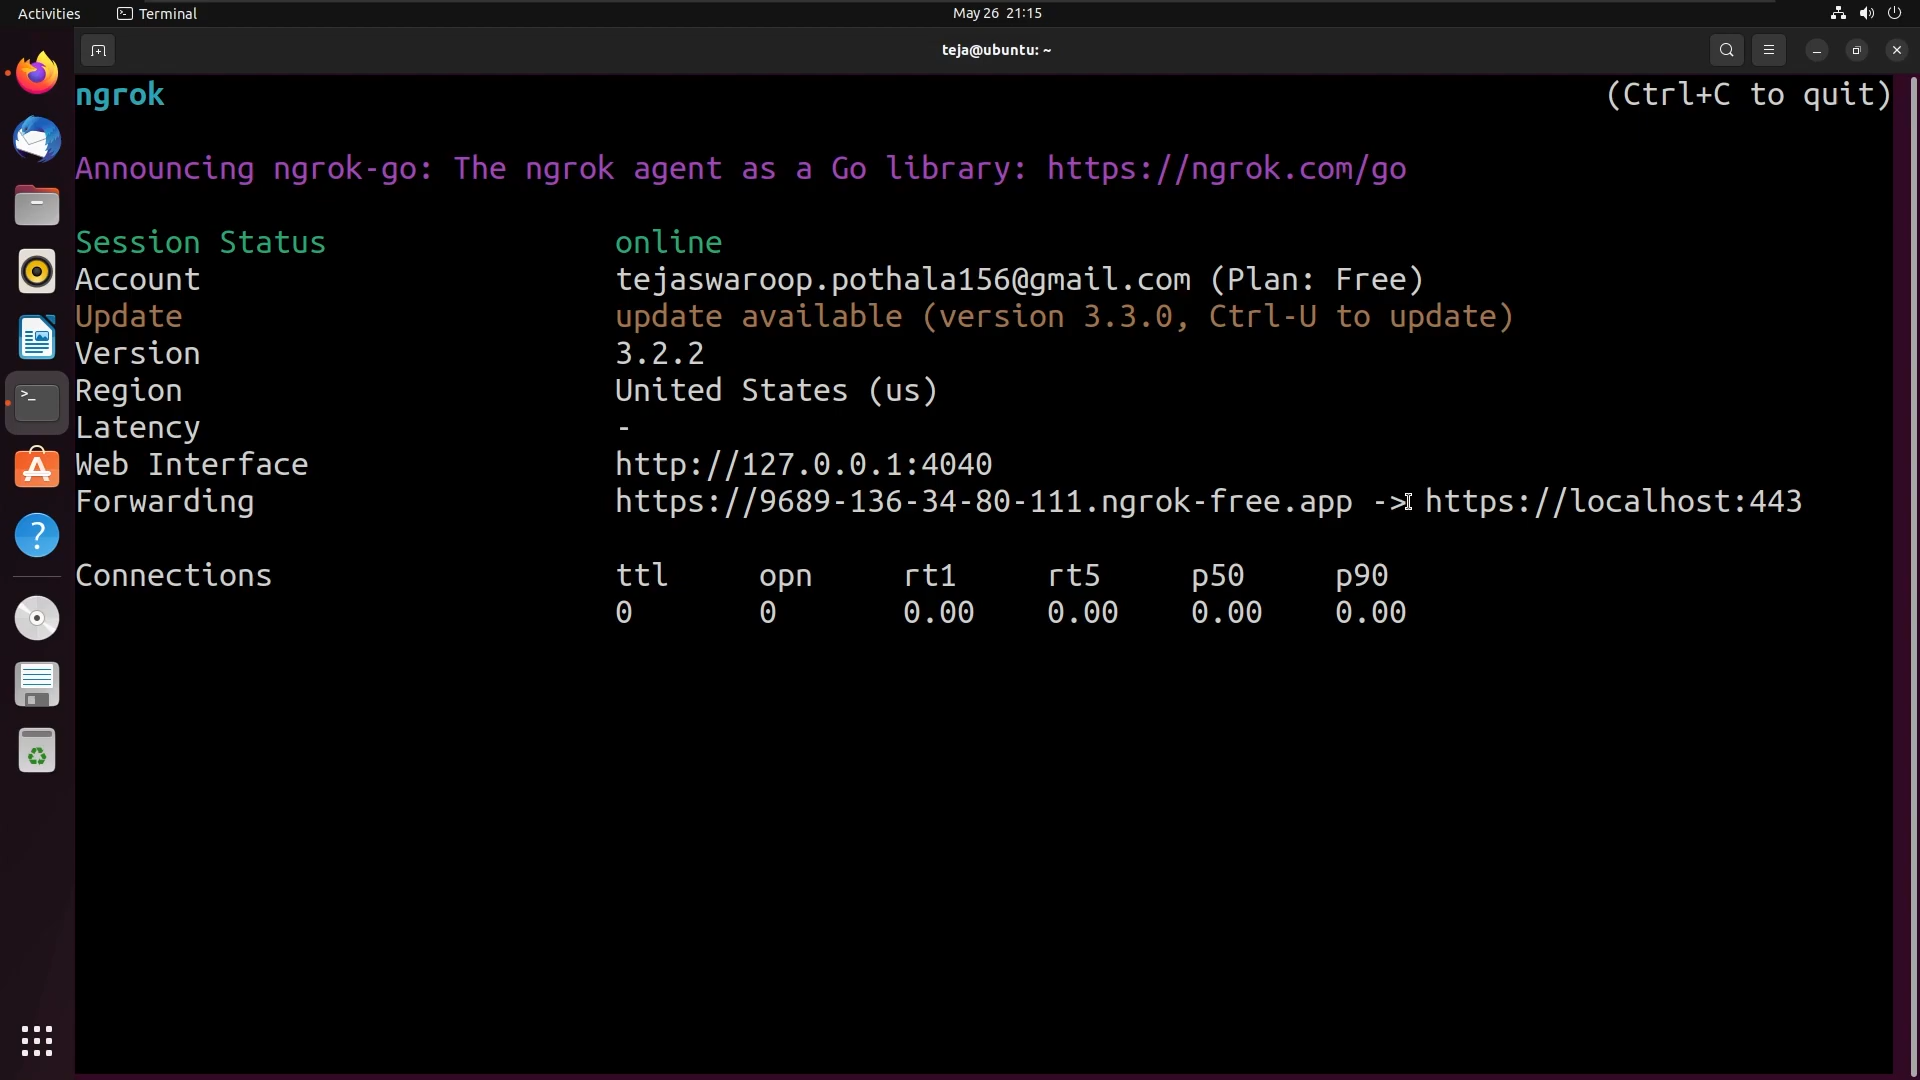 Activities Terminal May 26 21:15
teja@ubuntu: ~
ngrok (Ctrl+C to quit)
Announcing ngrok-go: The ngrok agent as a Go library: https://ngrok.com/go
Session Status online
Account tejaswaroop.pothala156@gmail.com (Plan: Free)
Update update available (version 3.3.0, Ctrl-U to update)
Version 3.2.2
Region United States (us)
Latency -
Web Interface http://127.0.0.1:4040
Forwarding https://9689-136-34-80-111.ngrok-free.app -> https://localhost:443
Connections ttl opn rt1 rt5 p50 p90
0 0 0.00 0.00 0.00 0.00